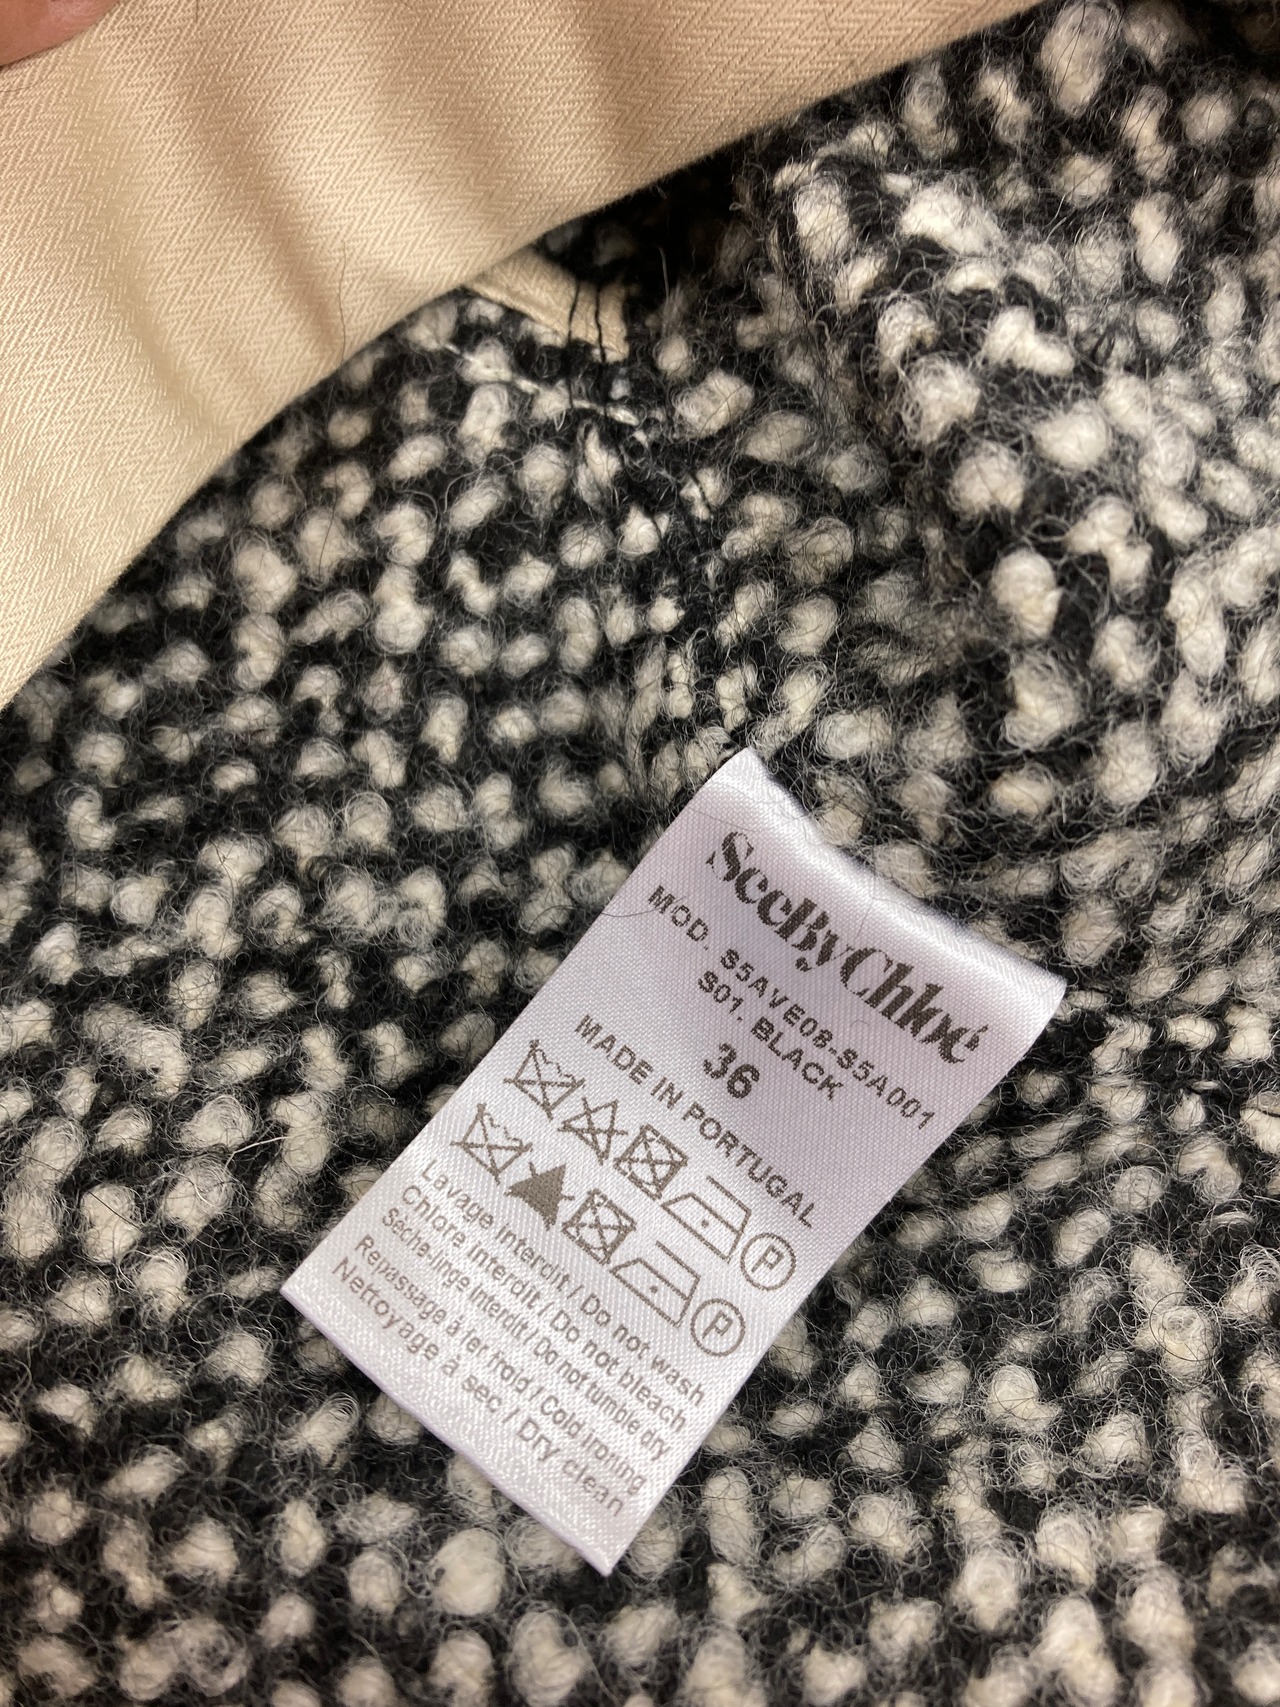 SeeByChloé
MOD. S5AVE08-S5A001
S01. BLACK
36
MADE IN PORTUGAL
P
P
Lavage interdit / Do not wash
Chlore interdit / Do not bleach
Sèche-linge interdit / Do not tumble dry
Repassage à fer froid / Cold ironing
Nettoyage à sec / Dry clean